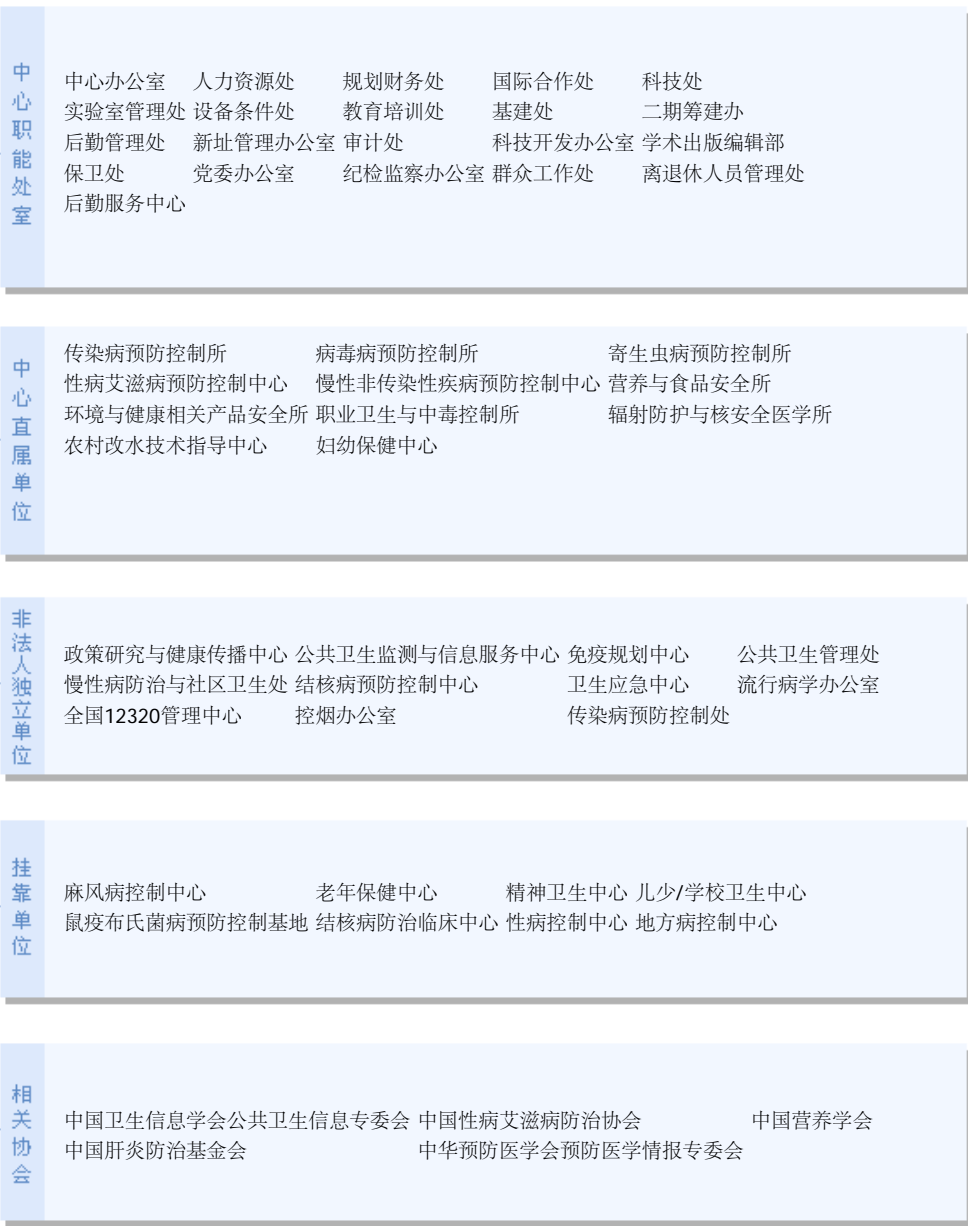 中心职能处室
中心办公室 人力资源处 规划财务处 国际合作处 科技处
实验室管理处 设备条件处 教育培训处 基建处 二期筹建办
后勤管理处 新址管理办公室 审计处 科技开发办公室 学术出版编辑部
保卫处 党委办公室 纪检监察办公室 群众工作处 离退休人员管理处
后勤服务中心
中心直属单位
传染病预防控制所 病毒病预防控制所 寄生虫病预防控制所
性病艾滋病预防控制中心 慢性非传染性疾病预防控制中心 营养与食品安全所
环境与健康相关产品安全所 职业卫生与中毒控制所 辐射防护与核安全医学所
农村改水技术指导中心 妇幼保健中心
非法人独立单位
政策研究与健康传播中心 公共卫生监测与信息服务中心 免疫规划中心 公共卫生管理处
慢性病防治与社区卫生处 结核病预防控制中心 卫生应急中心 流行病学办公室
全国12320管理中心 控烟办公室 传染病预防控制处
挂靠单位
麻风病控制中心 老年保健中心 精神卫生中心 儿少/学校卫生中心
鼠疫布氏菌病预防控制基地 结核病防治临床中心 性病控制中心 地方病控制中心
相关协会
中国卫生信息学会公共卫生信息专委会 中国性病艾滋病防治协会 中国营养学会
中国肝炎防治基金会 中华预防医学会预防医学情报专委会